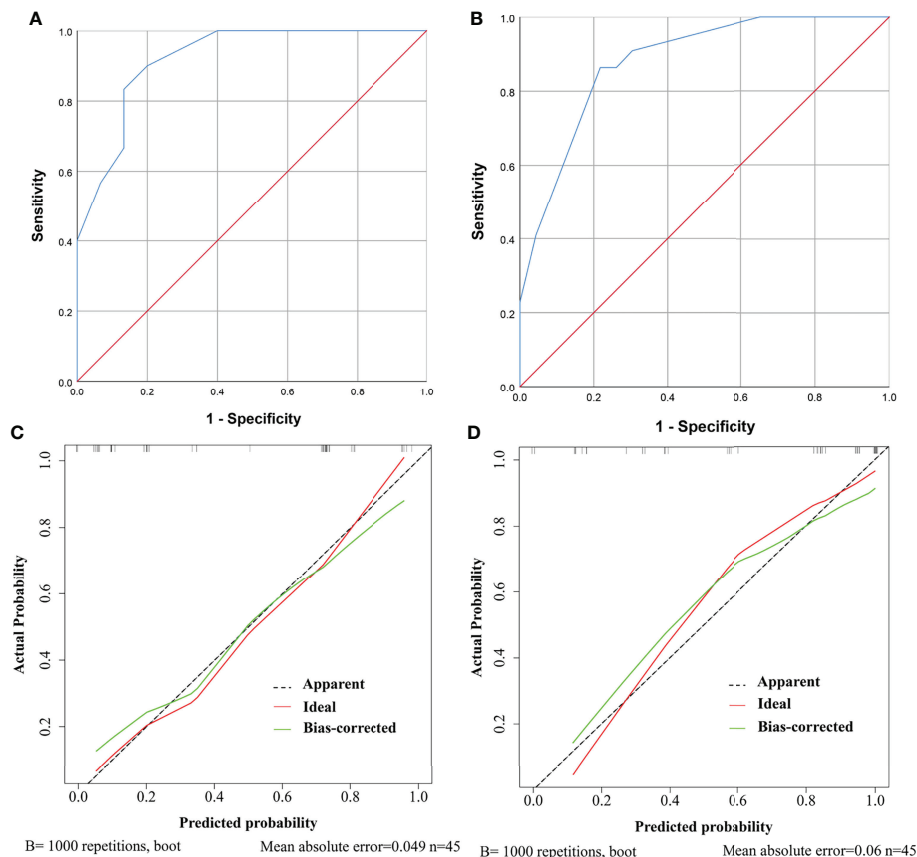 A
1.0
0.8
0.6
0.4
0.2
0.0
Sensitivity
0.0 0.2 0.4 0.6 0.8 1.0
1 - Specificity
B
1.0
0.8
0.6
0.4
0.2
0.0
Sensitivity
0.0 0.2 0.4 0.6 0.8 1.0
1 - Specificity
C
1.0
0.8
0.6
0.4
0.2
Actual Probability
Apparent
Ideal
Bias-corrected
0.0 0.2 0.4 0.6 0.8 1.0
Predicted probability
B= 1000 repetitions, boot Mean absolute error=0.049 n=45
D
1.0
0.8
0.6
0.4
0.2
Actual Probability
Apparent
Ideal
Bias-corrected
0.0 0.2 0.4 0.6 0.8 1.0
Predicted probability
B= 1000 repetitions, boot Mean absolute error=0.06 n=45